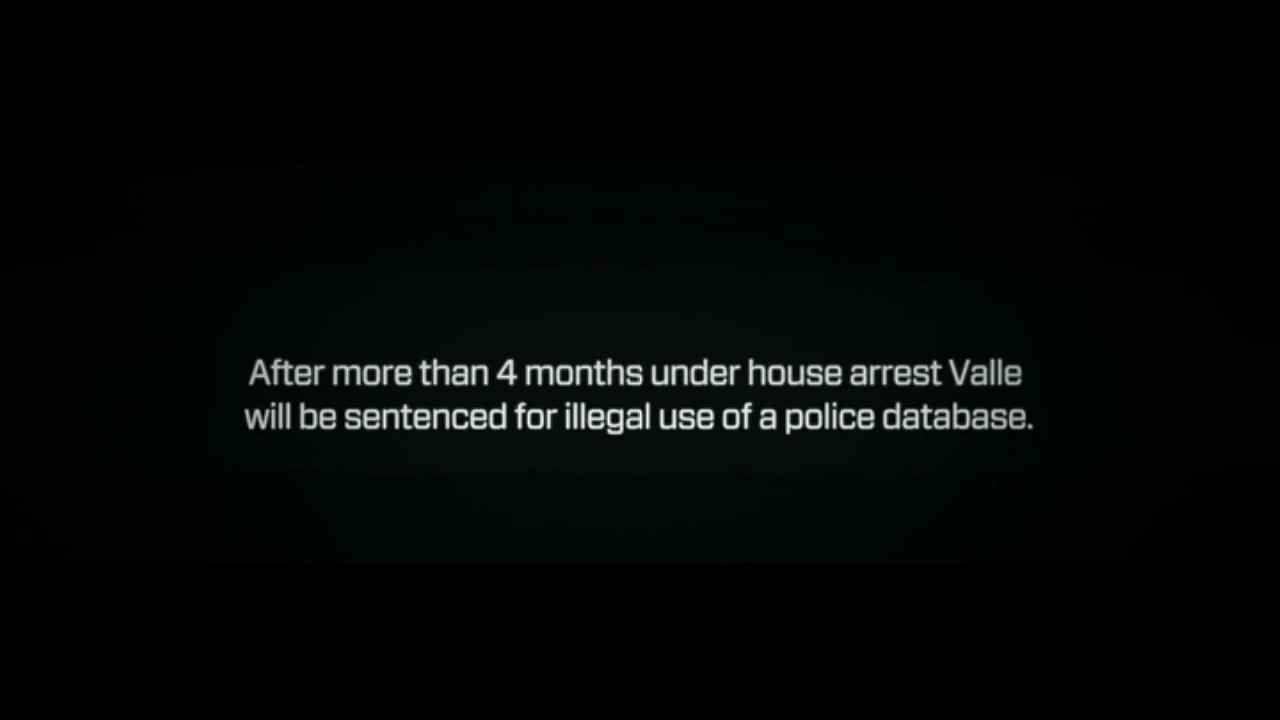 After more than 4 months under house arrest Valle
will be sentenced for illegal use of a police database.